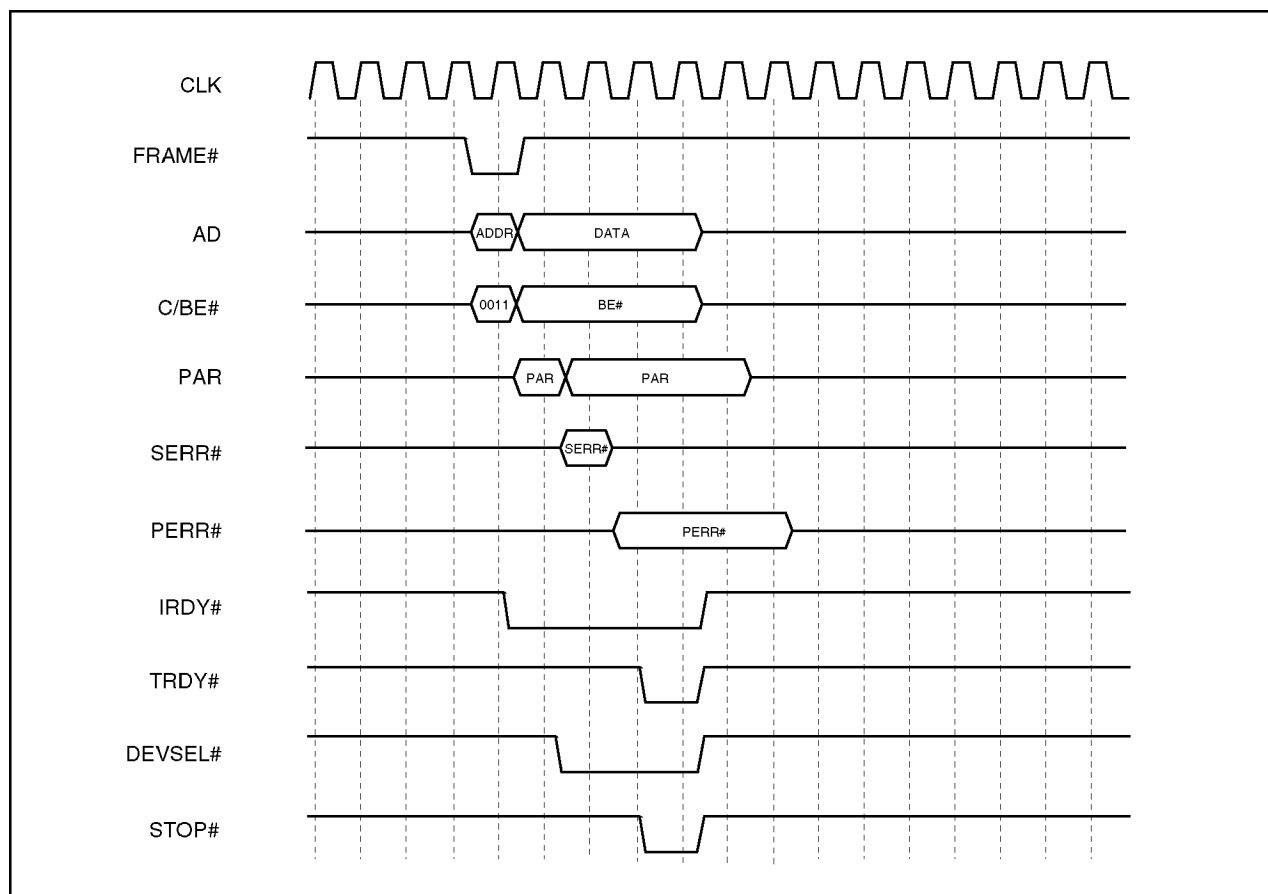 CLK
FRAME#
AD
ADDR DATA
C/BE#
0011 BE#
PAR
PAR PAR
SERR#
SERR#
PERR#
PERR#
IRDY#
TRDY#
DEVSEL#
STOP#